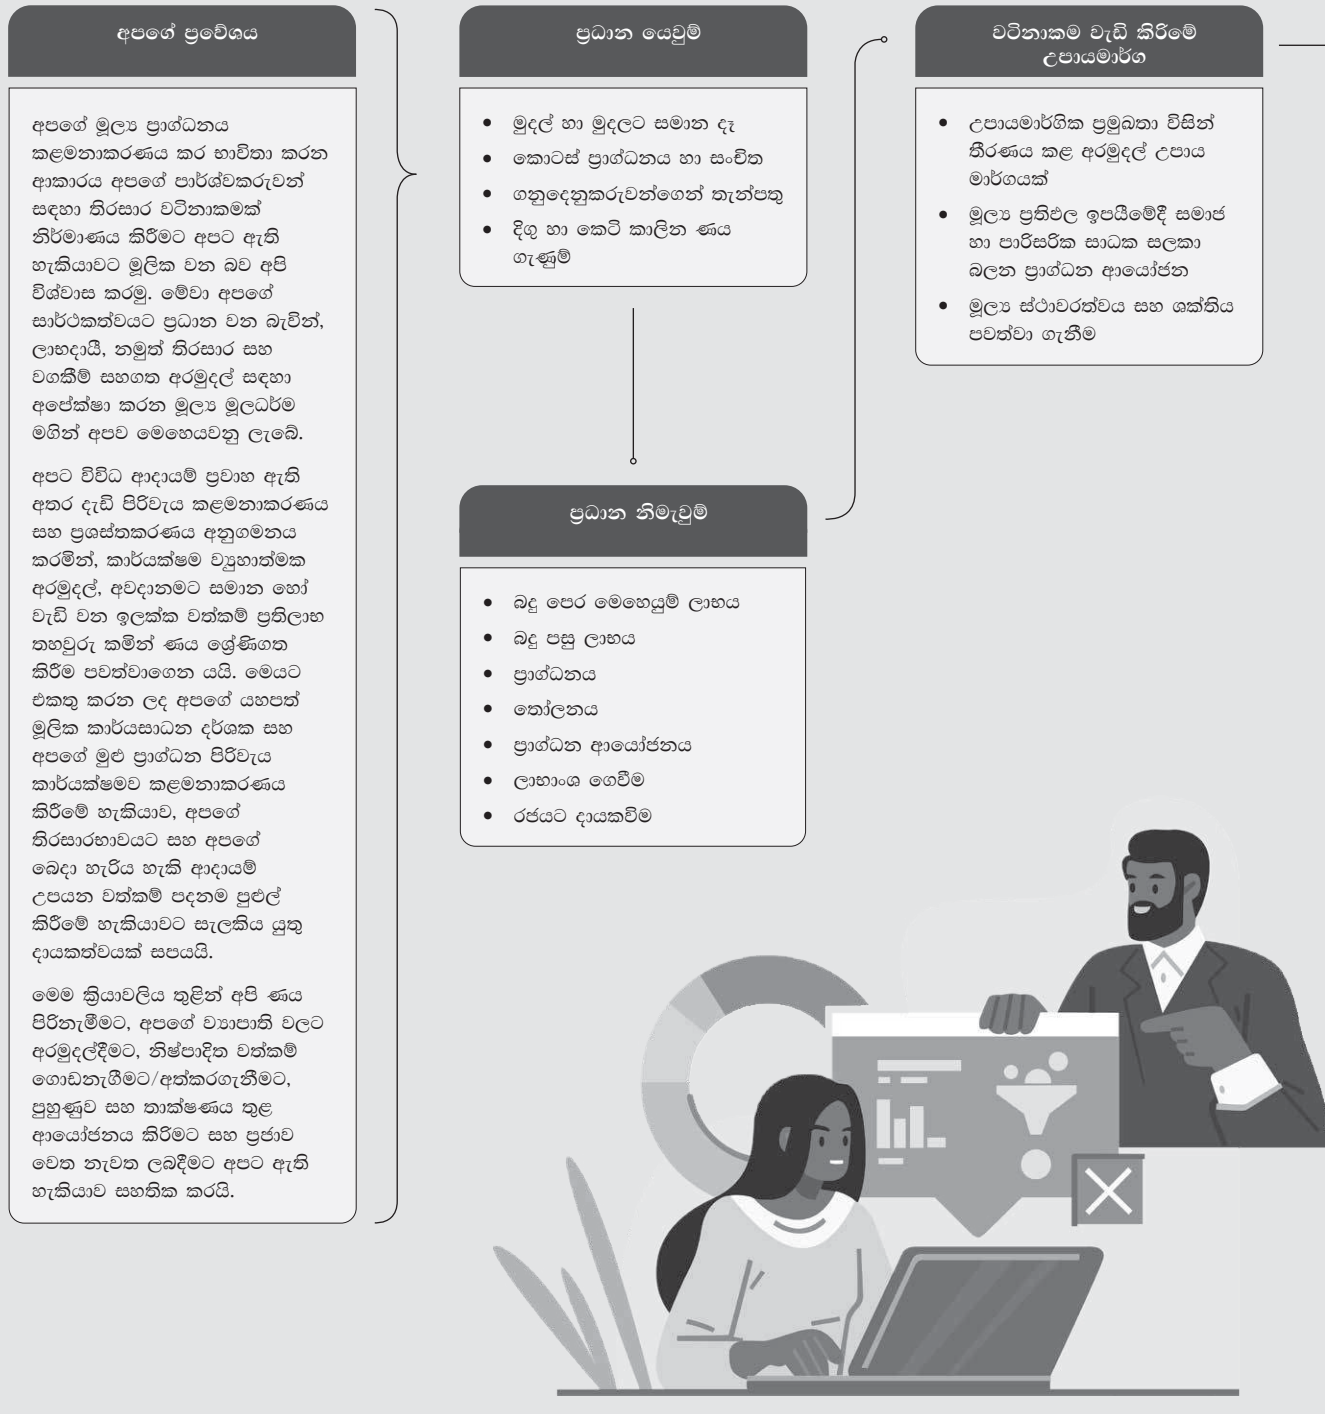 අපගේ ප්‍රවේශය
අපගේ මූල්‍ය ප්‍රාග්ධනය
කළමනාකරණය කර භාවිතා කරන
ආකාරය අපගේ පාර්ශ්වකරුවන්
සඳහා තිරසාර වටිනාකමක්
නිර්මාණය කිරීමට අපට ඇති
හැකියාවට මූලික වන බව අපි
විශ්වාස කරමු. මේවා අපගේ
සාර්ථකත්වයට ප්‍රධාන වන බැවින්,
ලාභදායී, නමුත් තිරසාර සහ
වගකීම් සහගත අරමුදල් සඳහා
අපේක්ෂා කරන මූල්‍ය මූලධර්ම
මගින් අපව මෙහෙයවනු ලැබේ.
අපට විවිධ ආදායම් ප්‍රවාහ ඇති
අතර දැඩි පිරිවැය කළමනාකරණය
සහ ප්‍රශස්තකරණය අනුගමනය
කරමින්, කාර්යක්ෂම ව්‍යුහාත්මක
අරමුදල්, අවදානමට සමාන හෝ
වැඩි වන ඉලක්ක වත්කම් ප්‍රතිලාභ
තහවුරු කමින් ණය ශ්‍රේණිගත
කිරීම පවත්වාගෙන යයි. මෙයට
එකතු කරන ලද අපගේ යහපත්
මූලික කාර්යසාධන දර්ශක සහ
අපගේ මුළු ප්‍රාග්ධන පිරිවැය
කාර්යක්ෂමව කළමනාකරණය
කිරීමේ හැකියාව, අපගේ
තිරසාරභාවයට සහ අපගේ
බෙදා හැරිය හැකි ආදායම්
උපයන වත්කම් පදනම පුළුල්
කිරීමේ හැකියාවට සැලකිය යුතු
දායකත්වයක් සපයයි.
මෙම ක්‍රියාවලිය තුළින් අපි ණය
පිරිනැමීමට, අපගේ ව්‍යාපෘති වලට
අරමුදල්දීමට, නිෂ්පාදිත වත්කම්
ගොඩනැගීමට/අත්කරගැනීමට,
පුහුණුව සහ තාක්ෂණය තුළ
ආයෝජනය කිරීමට සහ ප්‍රජාව
වෙත නැවත ලබදීමට අපට ඇති
හැකියාව සහතික කරයි.
ප්‍රධාන යෙවුම්
• මුදල් හා මුදලට සමාන දෑ
• කොටස් ප්‍රාග්ධනය හා සංචිත
• ගනුදෙනුකරුවන්ගෙන් තැන්පතු
• දිගු හා කෙටි කාලින ණය
ගැණුම්
ප්‍රධාන නිමැවුම්
• බදු පෙර මෙහෙයුම් ලාභය
• බදු පසු ලාභය
• ප්‍රාග්ධනය
• තෝලනය
• ප්‍රාග්ධන ආයෝජනය
• ලාභාංශ ගෙවීම
• රජයට දායකවිම
වටිනාකම වැඩි කිරිමේ
උපායමාර්ග
• උපායමාර්ගික ප්‍රමුඛතා විසින්
තීරණය කළ අරමුදල් උපාය
මාර්ගයක්
• මූල්‍ය ප්‍රතිඵල ඉපයීමේදී සමාජ
හා පාරිසරික සාධක සලකා
බලන ප්‍රාග්ධන ආයෝජන
• මූල්‍ය ස්ථාවරත්වය සහ ශක්තිය
පවත්වා ගැනීම